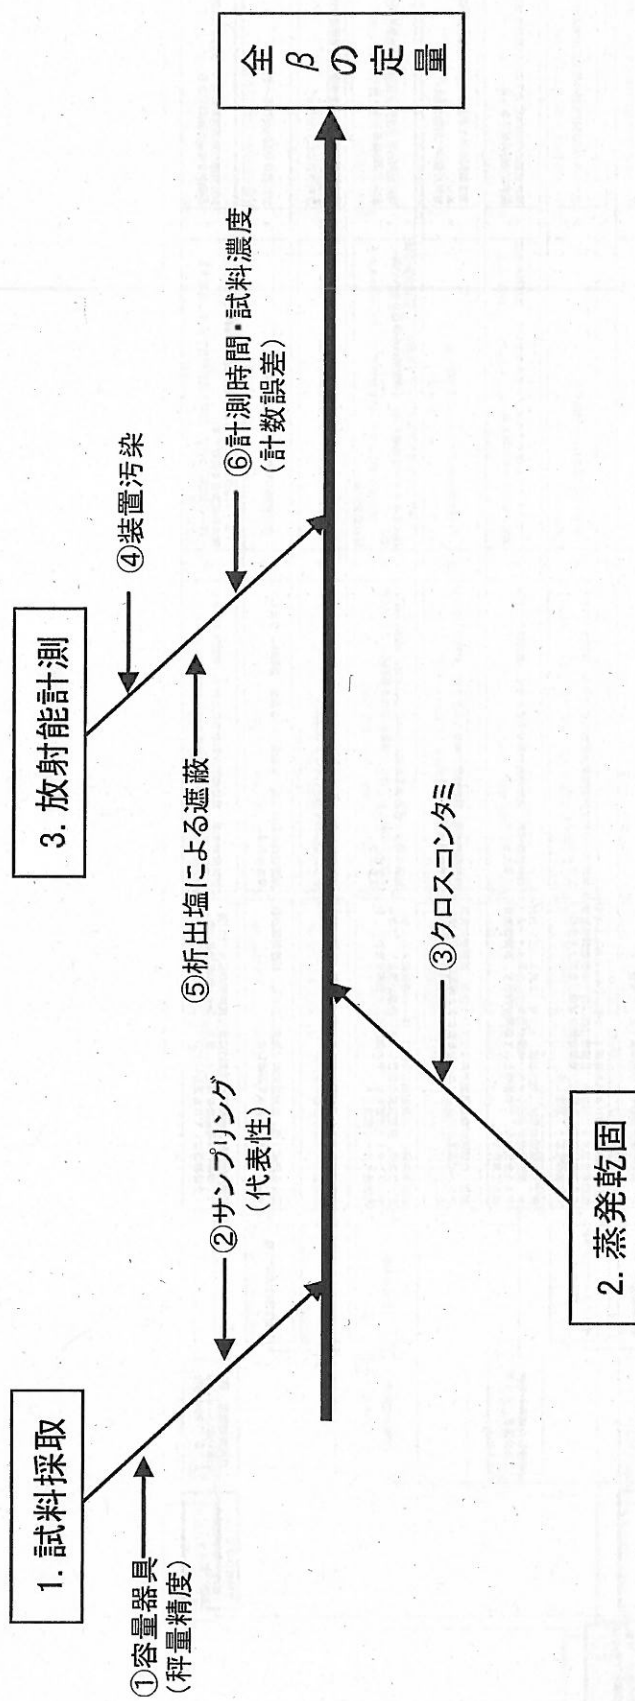 1. 試料採取
①容量器具
(秤量精度)
②サンプリング
(代表性)
2. 蒸発乾固
③クロスコンタミ
3. 放射能計測
④装置汚染
⑤析出塩による遮蔽
⑥計測時間・試料濃度
(計数誤差)
全βの定量